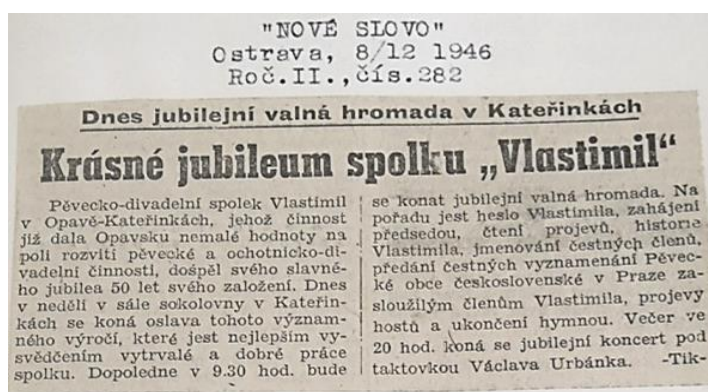 "NOVÉ SLOVO"
Ostrava, 8/12 1946
Roč.II.,čís.282
Dnes jubilejní valná hromada v Kateřinkách
Krásné jubileum spolku „Vlastimil“
Pěvecko-divadelní spolek Vlastimil
v Opavě-Kateřinkách, jehož činnost
již dala Opavsku nemalé hodnoty na
poli rozvití pěvecké a ochotnicko-di-
vadelní činnosti, dospěl svého slavné-
ho jubilea 50 let svého založení. Dnes
v neděli v sále sokolovny v Kateřin-
kách se koná oslava tohoto význam-
ného výročí, které jest nejlepším vy-
svědčením vytrvalé a dobré práce
spolku. Dopoledne v 9.30 hod. bude
se konat jubilejní valná hromada. Na
pořadu jest heslo Vlastimila, zahájení
předsedou, čtení projevů, historie
Vlastimila, jmenování čestných členů,
předání čestných vyznamenání Pěvec-
ké obce československé v Praze za-
sloužilým členům Vlastimila, projevy
hostů a ukončení hymnou. Večer ve
20 hod. koná se jubilejní koncert pod
taktovkou Václava Urbánka. -Tik-